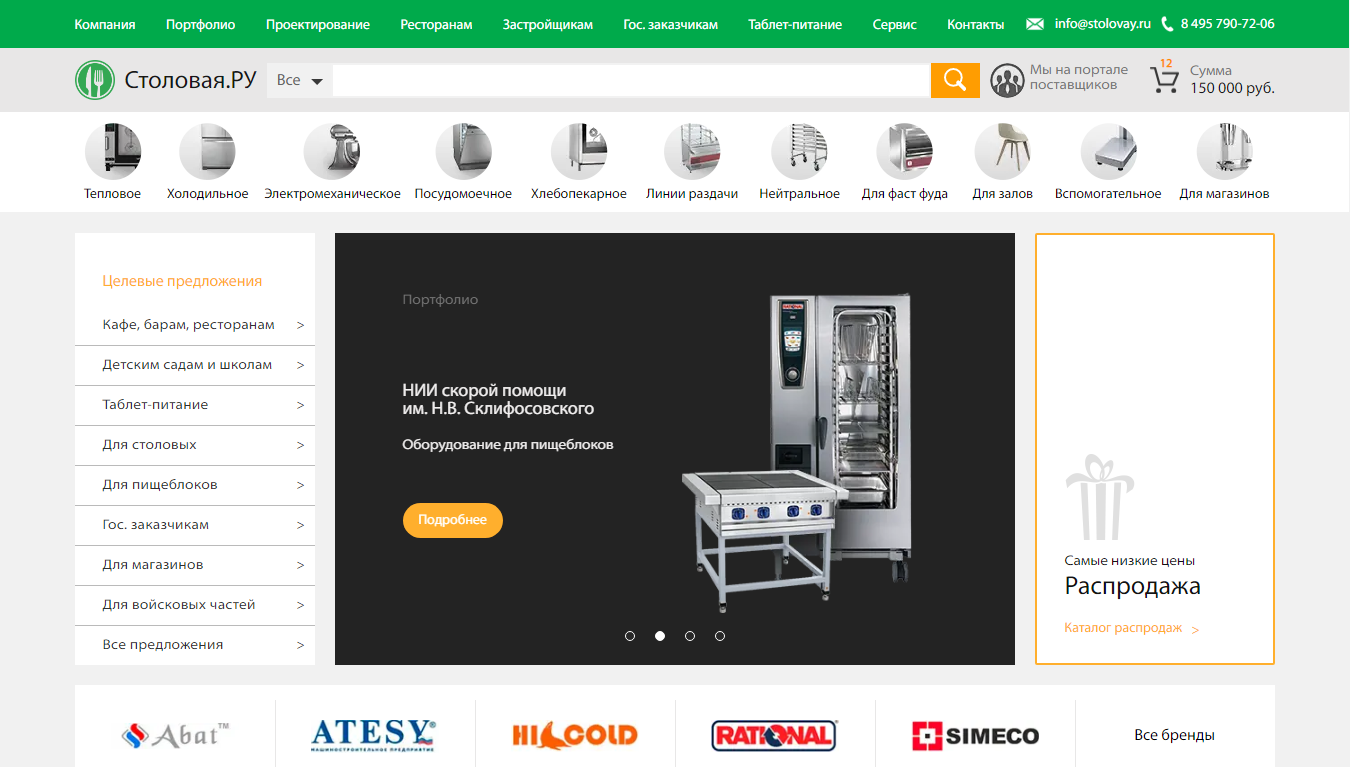 Компания Портфолио Проектирование Ресторанам Застройщикам Гос. заказчикам Таблет-питание Сервис Контакты info@stolovay.ru 8 495 790-72-06
Столовая.РУ Все
Мы на портале
поставщиков
12
Сумма
150 000 руб.
Тепловое Холодильное Электромеханическое Посудомоечное Хлебопекарное Линии раздачи Нейтральное Для фаст фуда Для залов Вспомогательное Для магазинов
Целевые предложения
Кафе, барам, ресторанам >
Детским садам и школам >
Таблет-питание >
Для столовых >
Для пищеблоков >
Гос. заказчикам >
Для магазинов >
Для войсковых частей >
Все предложения >
Портфолио
НИИ скорой помощи
им. Н.В. Склифосовского
Оборудование для пищеблоков
Подробнее
RATIONAL
Самые низкие цены
Распродажа
Каталог распродаж >
Abat™
ATESY®
МАШИНОСТРОИТЕЛЬНОЕ ПРЕДПРИЯТИЕ
HICOLD
RATIONAL®
SIMECO
Все бренды